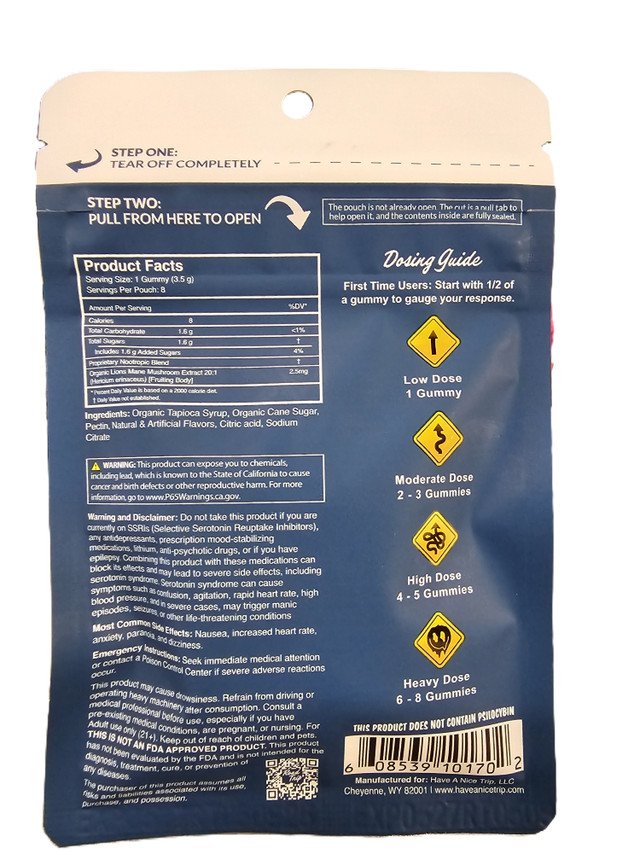 STEP ONE:
TEAR OFF COMPLETELY
STEP TWO:
PULL FROM HERE TO OPEN
The pouch is not already open. The cut is a pull tab to
help open it, and the contents inside are fully sealed.
Product Facts
Serving Size: 1 Gummy (3.5 g)
Servings Per Pouch: 8
Amount Per Serving %DV*
Calories 8
Total Carbohydrate 1.6 g <1%
Total Sugars 1.6 g †
Includes 1.6 g Added Sugars 4%
Proprietary Nootropic Blend †
Organic Lions Mane Mushroom Extract 20:1 2.5mg
(Hericium erinaceus) [Fruiting Body]
* Percent Daily Value is based on a 2000 calorie diet.
† Daily Value not established.
Ingredients: Organic Tapioca Syrup, Organic Cane Sugar,
Pectin, Natural & Artificial Flavors, Citric acid, Sodium
Citrate
WARNING: This product can expose you to chemicals,
including lead, which is known to the State of California to cause
cancer and birth defects or other reproductive harm. For more
information, go to www.P65Warnings.ca.gov.
Warning and Disclaimer: Do not take this product if you are
currently on SSRIs (Selective Serotonin Reuptake Inhibitors),
any antidepressants, prescription mood-stabilizing
medications, lithium, anti-psychotic drugs, or if you have
epilepsy. Combining this product with these medications can
block its effects and may lead to severe side effects, including
serotonin syndrome. Serotonin syndrome can cause
symptoms such as confusion, agitation, rapid heart rate, high
blood pressure, and in severe cases, may trigger manic
episodes, seizures, or other life-threatening conditions
Most Common Side Effects: Nausea, increased heart rate,
anxiety, paranoia, and dizziness.
Emergency Instructions: Seek immediate medical attention
or contact a Poison Control Center if severe adverse reactions
occur.
This product may cause drowsiness. Refrain from driving or
operating heavy machinery after consumption. Consult a
medical professional before use, especially if you have
pre-existing medical conditions, are pregnant, or nursing. For
Adult use only (21+). Keep out of reach of children and pets.
THIS IS NOT AN FDA APPROVED PRODUCT. This product
has not been evaluated by the FDA and is not intended for the
diagnosis, treatment, cure, or prevention of
any diseases.
The purchaser of this product assumes all
risks and liabilities associated with its use,
purchase, and possession.
Dosing Guide
First Time Users: Start with 1/2 of
a gummy to gauge your response.
Low Dose
1 Gummy
Moderate Dose
2 - 3 Gummies
High Dose
4 - 5 Gummies
Heavy Dose
6 - 8 Gummies
THIS PRODUCT DOES NOT CONTAIN PSILOCYBIN
6 08539 10170 2
Manufactured for: Have A Nice Trip, LLC
Cheyenne, WY 82001 | www.haveanicetrip.com